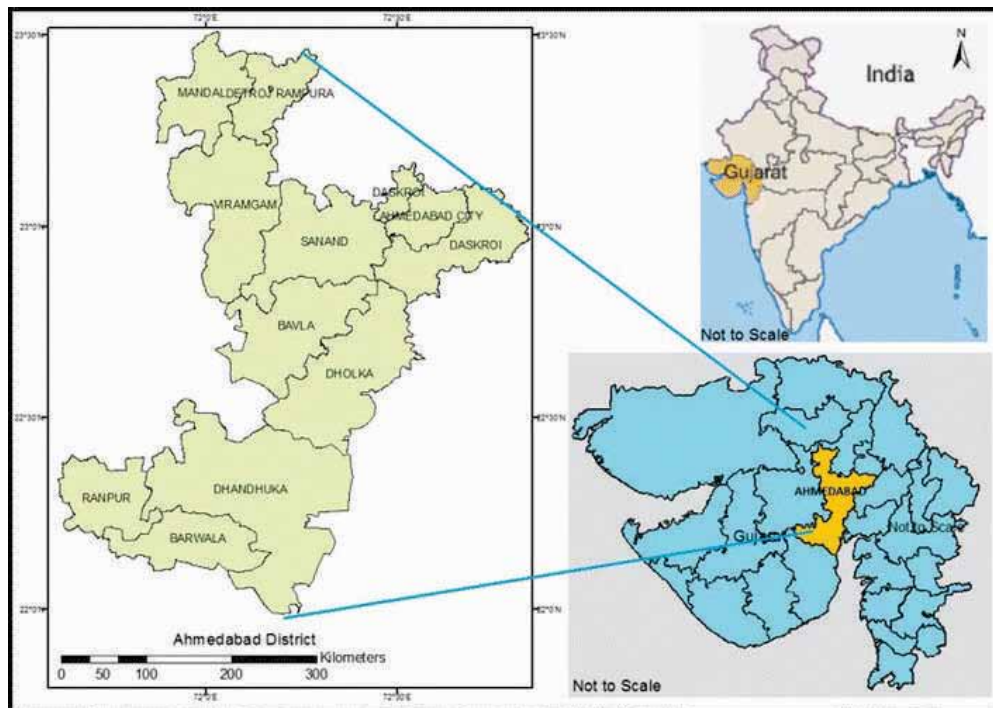 72°0'E
72°30'E
23°30'N
23°30'N
MANDAL
DETROJ RAMPURA
VIRAMGAM
DASKROI
AHMEDABAD CITY
23°0'N
23°0'N
SANAND
DASKROI
BAVLA
DHOLKA
22°30'N
22°30'N
RANPUR
DHANDHUKA
BARWALA
22°0'N
22°0'N
Ahmedabad District
Kilometers
0 50 100 200 300
72°0'E
72°30'E
N
India
Gujarat
Not to Scale
AHMEDABAD
Gujarat
Not to Scale
Not to Scale